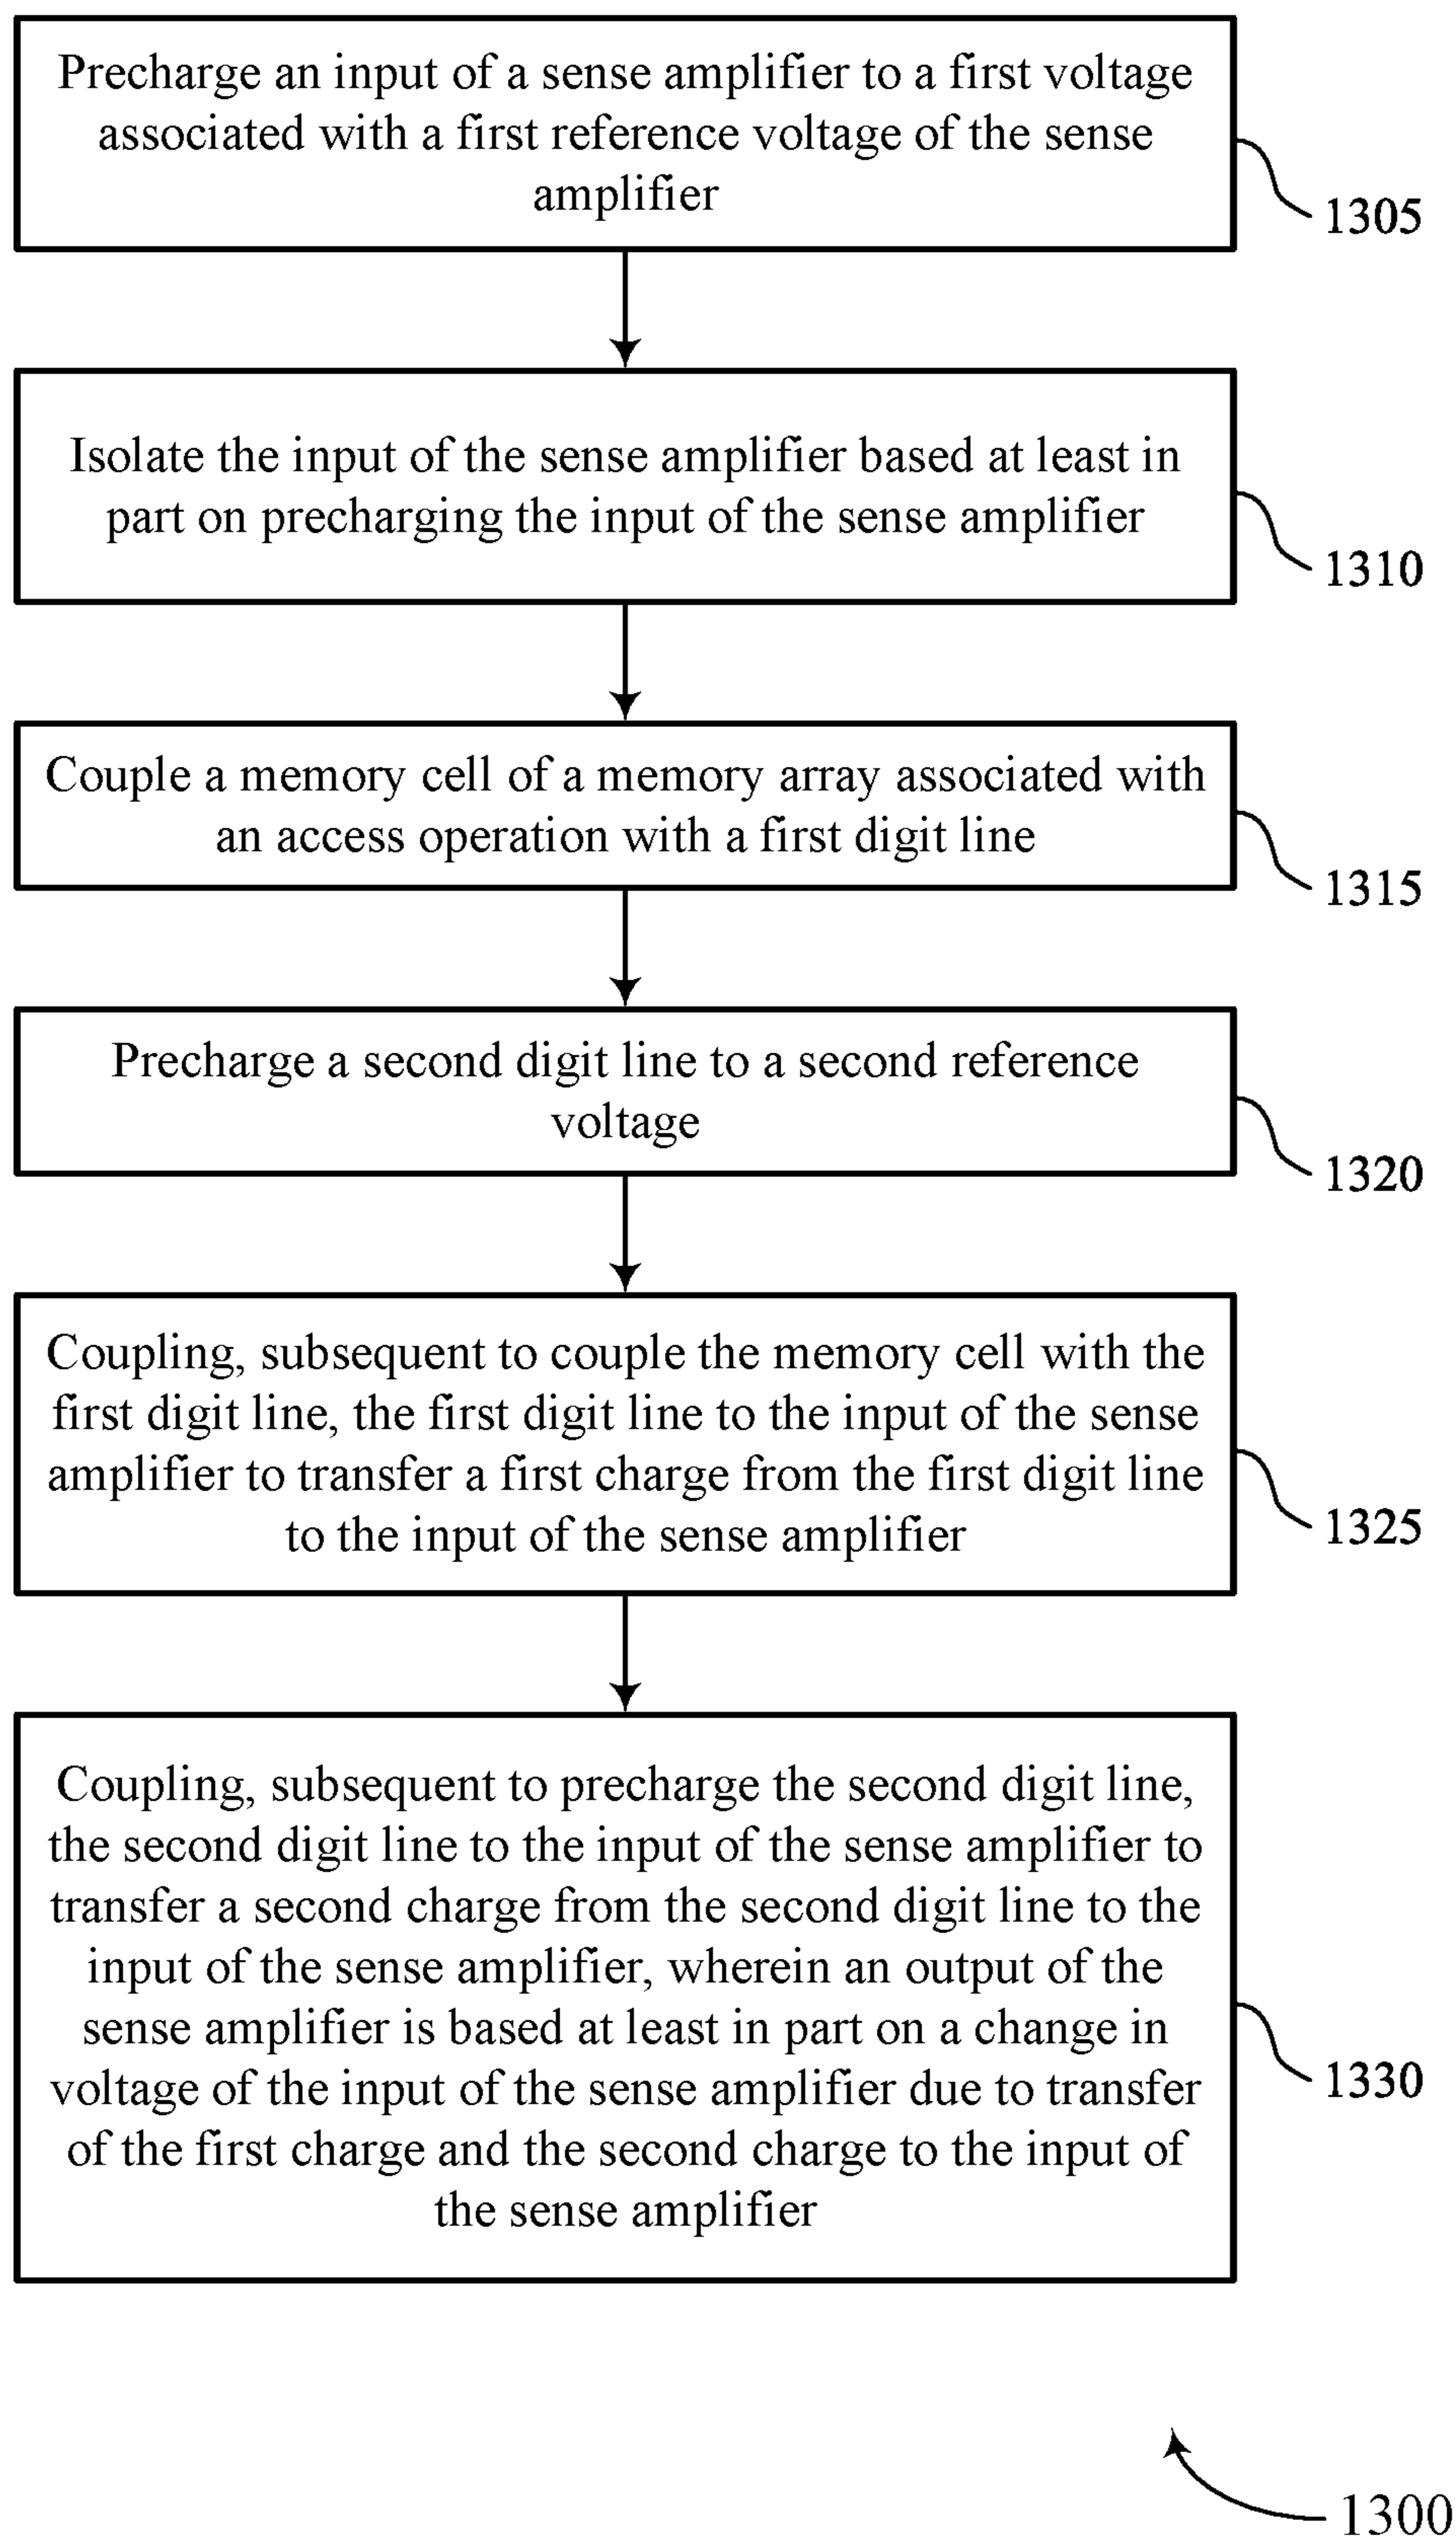 Precharge an input of a sense amplifier to a first voltage
associated with a first reference voltage of the sense
amplifier
1305
Isolate the input of the sense amplifier based at least in
part on precharging the input of the sense amplifier
1310
Couple a memory cell of a memory array associated with
an access operation with a first digit line
1315
Precharge a second digit line to a second reference
voltage
1320
Coupling, subsequent to couple the memory cell with the
first digit line, the first digit line to the input of the sense
amplifier to transfer a first charge from the first digit line
to the input of the sense amplifier
1325
Coupling, subsequent to precharge the second digit line,
the second digit line to the input of the sense amplifier to
transfer a second charge from the second digit line to the
input of the sense amplifier, wherein an output of the
sense amplifier is based at least in part on a change in
voltage of the input of the sense amplifier due to transfer
of the first charge and the second charge to the input of
the sense amplifier
1330
1300